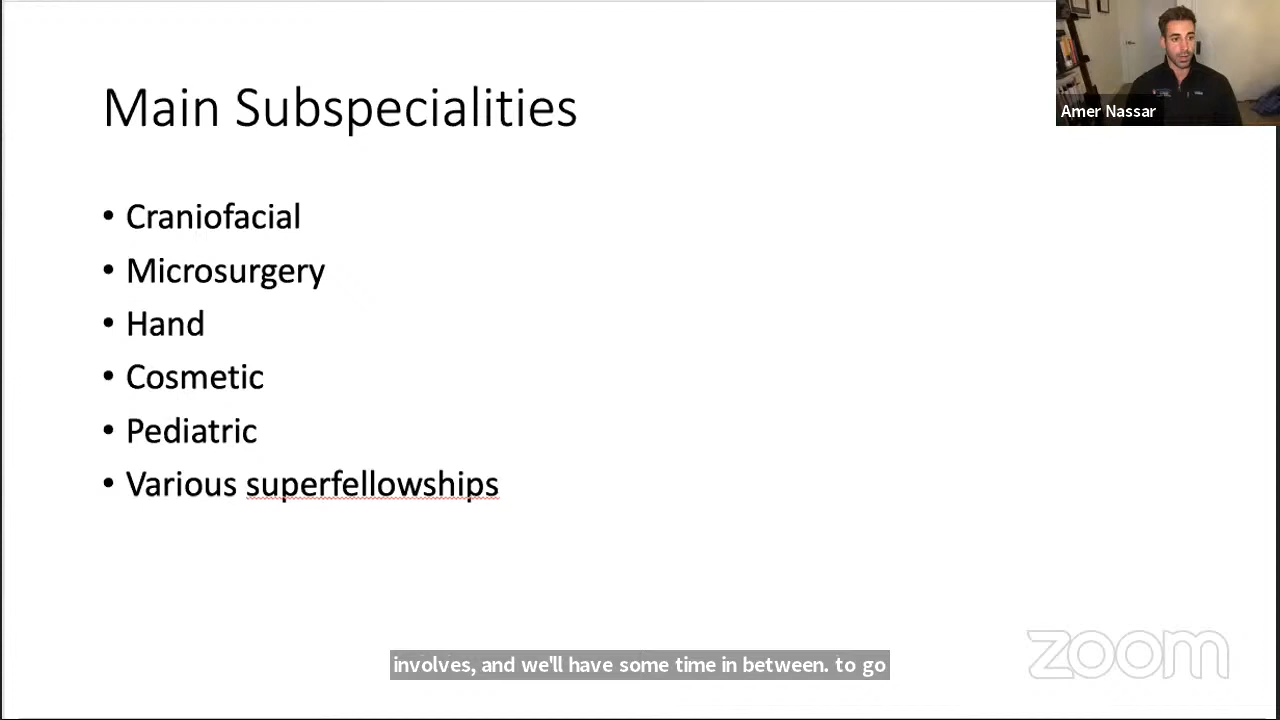 Main Subspecialities
Amer Nassar
• Craniofacial
• Microsurgery
• Hand
• Cosmetic
• Pediatric
• Various superfellowships
involves, and we'll have some time in between. to go
zoom